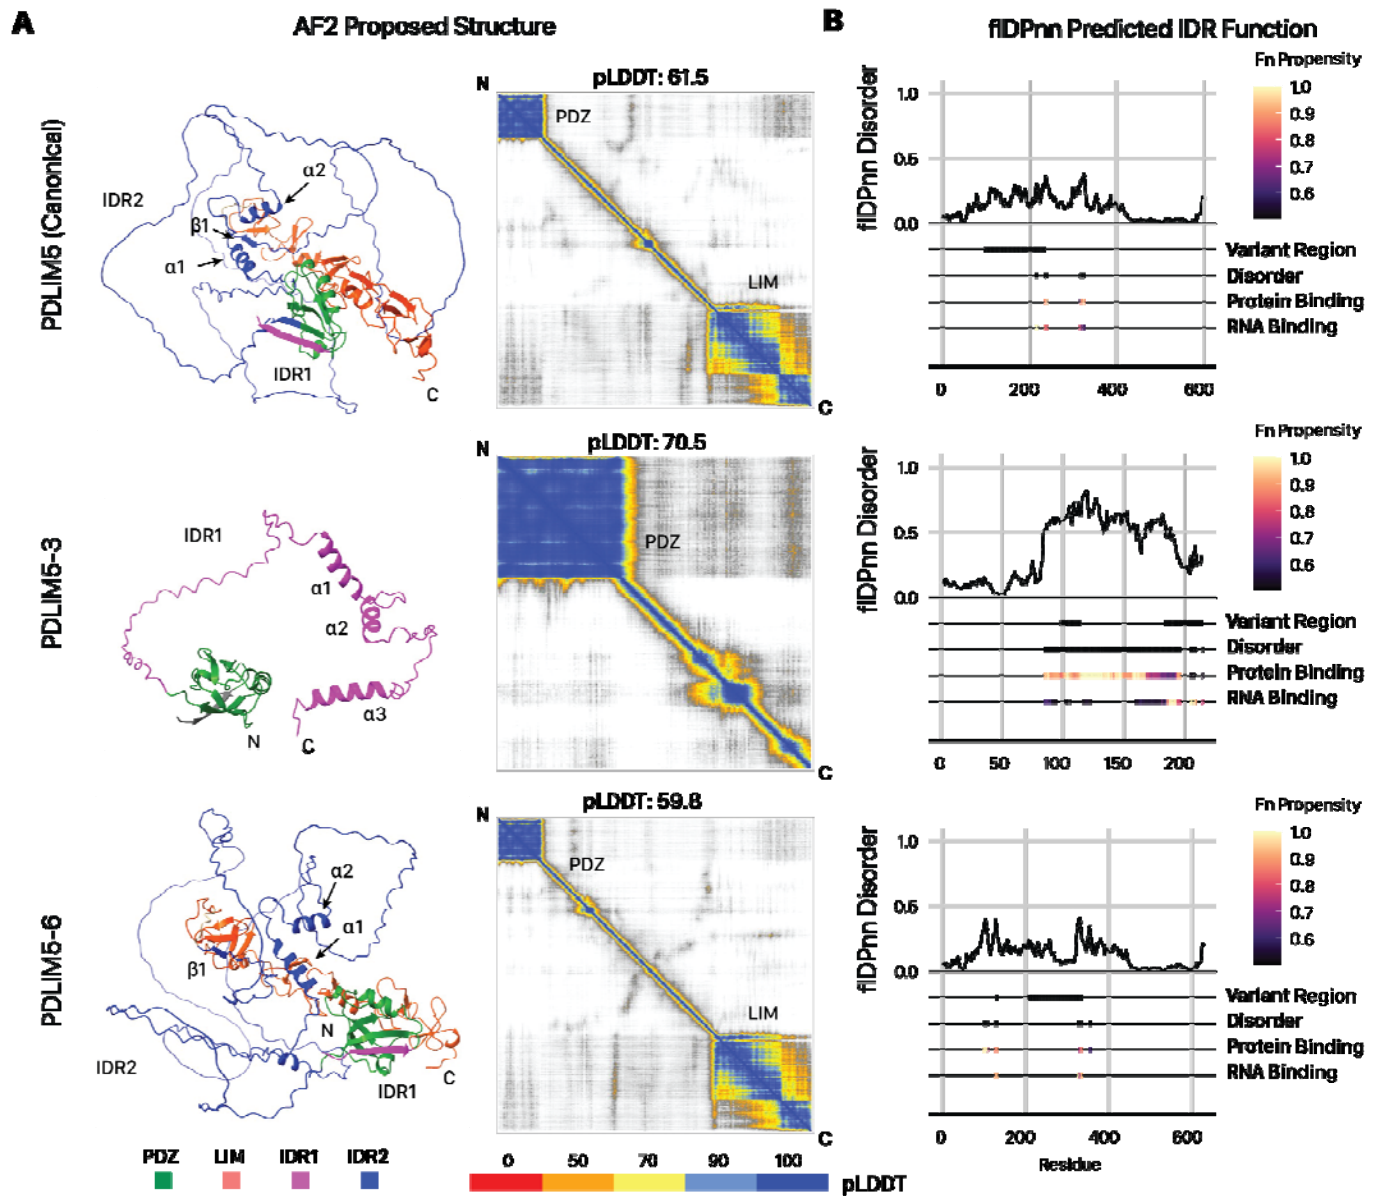 A
AF2 Proposed Structure
B
flDPnn Predicted IDR Function
PDLIM5 (Canonical)
IDR2
α2
β1
α1
IDR1
C
N
pLDDT: 61.5
PDZ
LIM
C
flDPnn Disorder
1.0
0.5
0.0
Fn Propensity
1.0
0.9
0.8
0.7
0.6
Variant Region
Disorder
Protein Binding
RNA Binding
0 200 400 600
PDLIM5-3
IDR1
α1
α2
α3
N
C
N
pLDDT: 70.5
PDZ
C
flDPnn Disorder
1.0
0.5
0.0
Fn Propensity
1.0
0.9
0.8
0.7
0.6
Variant Region
Disorder
Protein Binding
RNA Binding
0 50 100 150 200
PDLIM5-6
α2
α1
β1
N
IDR2
IDR1
C
N
pLDDT: 59.8
PDZ
LIM
C
flDPnn Disorder
1.0
0.5
0.0
Fn Propensity
1.0
0.9
0.8
0.7
0.6
Variant Region
Disorder
Protein Binding
RNA Binding
0 200 400 600
Residue
PDZ LIM IDR1 IDR2
0 50 70 90 100
pLDDT